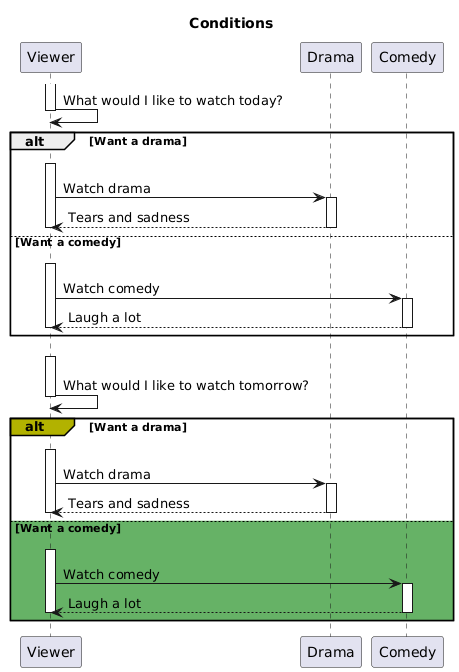 Conditions
Viewer Drama Comedy
What would I like to watch today?
alt [Want a drama]
Watch drama
Tears and sadness
[Want a comedy]
Watch comedy
Laugh a lot
What would I like to watch tomorrow?
alt [Want a drama]
Watch drama
Tears and sadness
[Want a comedy]
Watch comedy
Laugh a lot
Viewer Drama Comedy